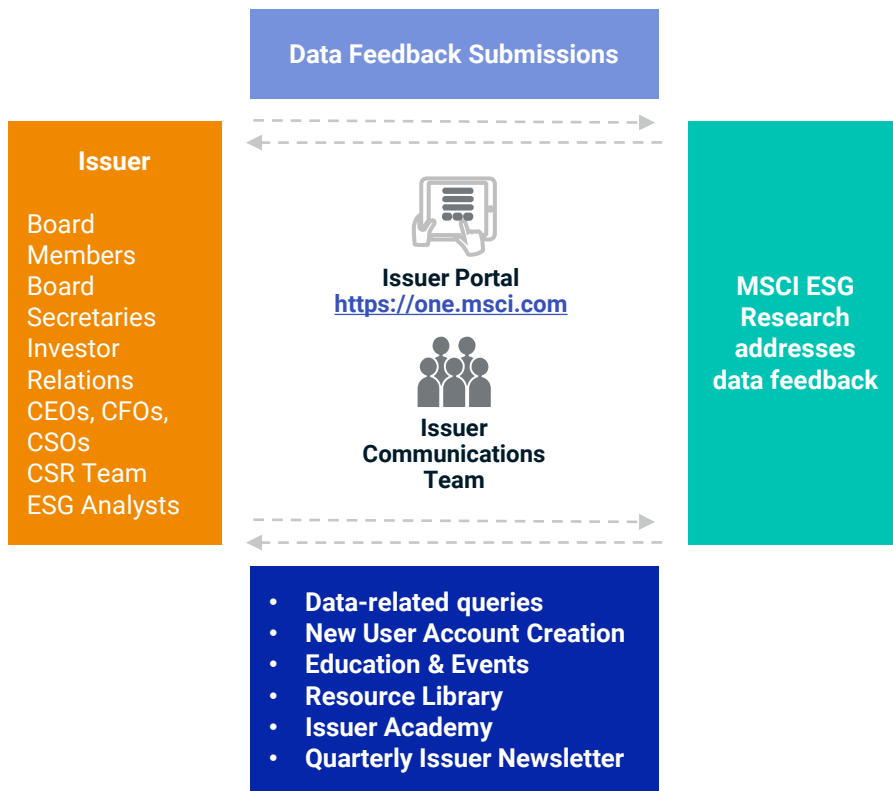 Data Feedback Submissions
Issuer
Board
Members
Board
Secretaries
Investor
Relations
CEOs, CFOs,
CSOs
CSR Team
ESG Analysts
Issuer Portal
https://one.msci.com
Issuer
Communications
Team
MSCI ESG
Research
addresses
data feedback
• Data-related queries
• New User Account Creation
• Education & Events
• Resource Library
• Issuer Academy
• Quarterly Issuer Newsletter